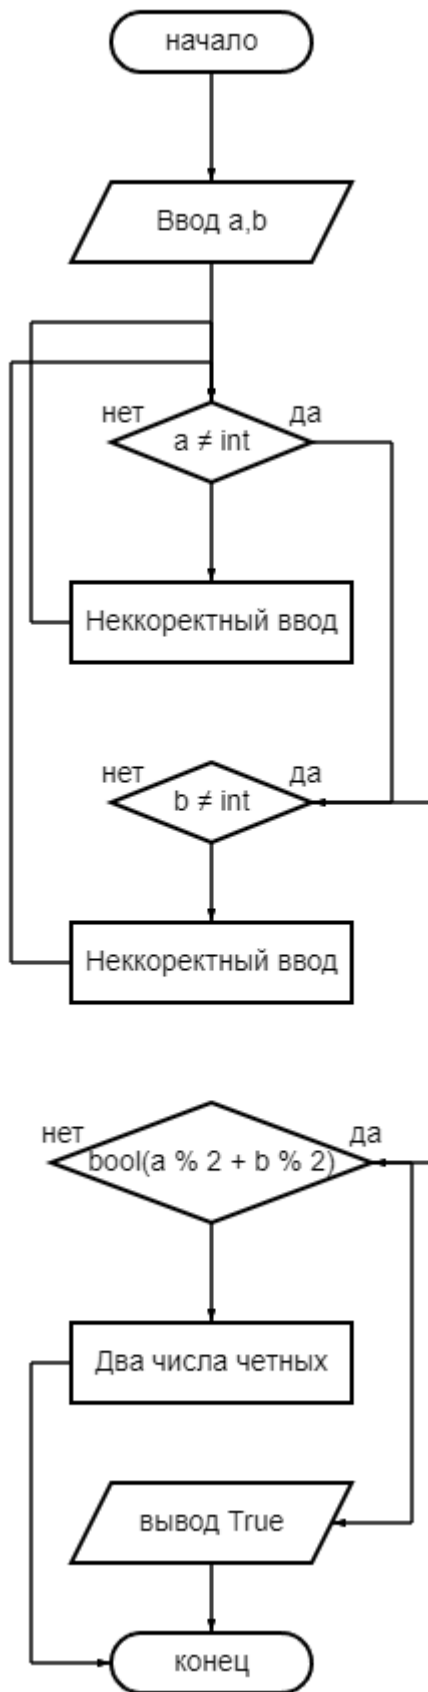 начало
Ввод a,b
нет
да
a ≠ int
Неккоректный ввод
нет
да
b ≠ int
Неккоректный ввод
нет
да
bool(a % 2 + b % 2)
Два числа четных
вывод True
конец